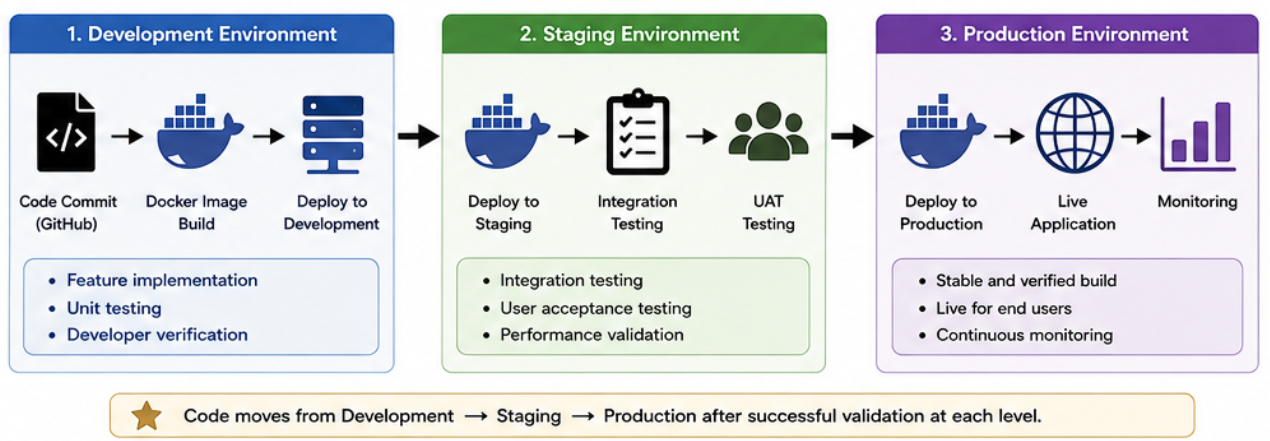 1. Development Environment
</>
Code Commit
(GitHub)
Docker Image
Build
Deploy to
Development
• Feature implementation
• Unit testing
• Developer verification
2. Staging Environment
Deploy to
Staging
Integration
Testing
UAT
Testing
• Integration testing
• User acceptance testing
• Performance validation
3. Production Environment
Deploy to
Production
Live
Application
Monitoring
• Stable and verified build
• Live for end users
• Continuous monitoring
Code moves from Development → Staging → Production after successful validation at each level.